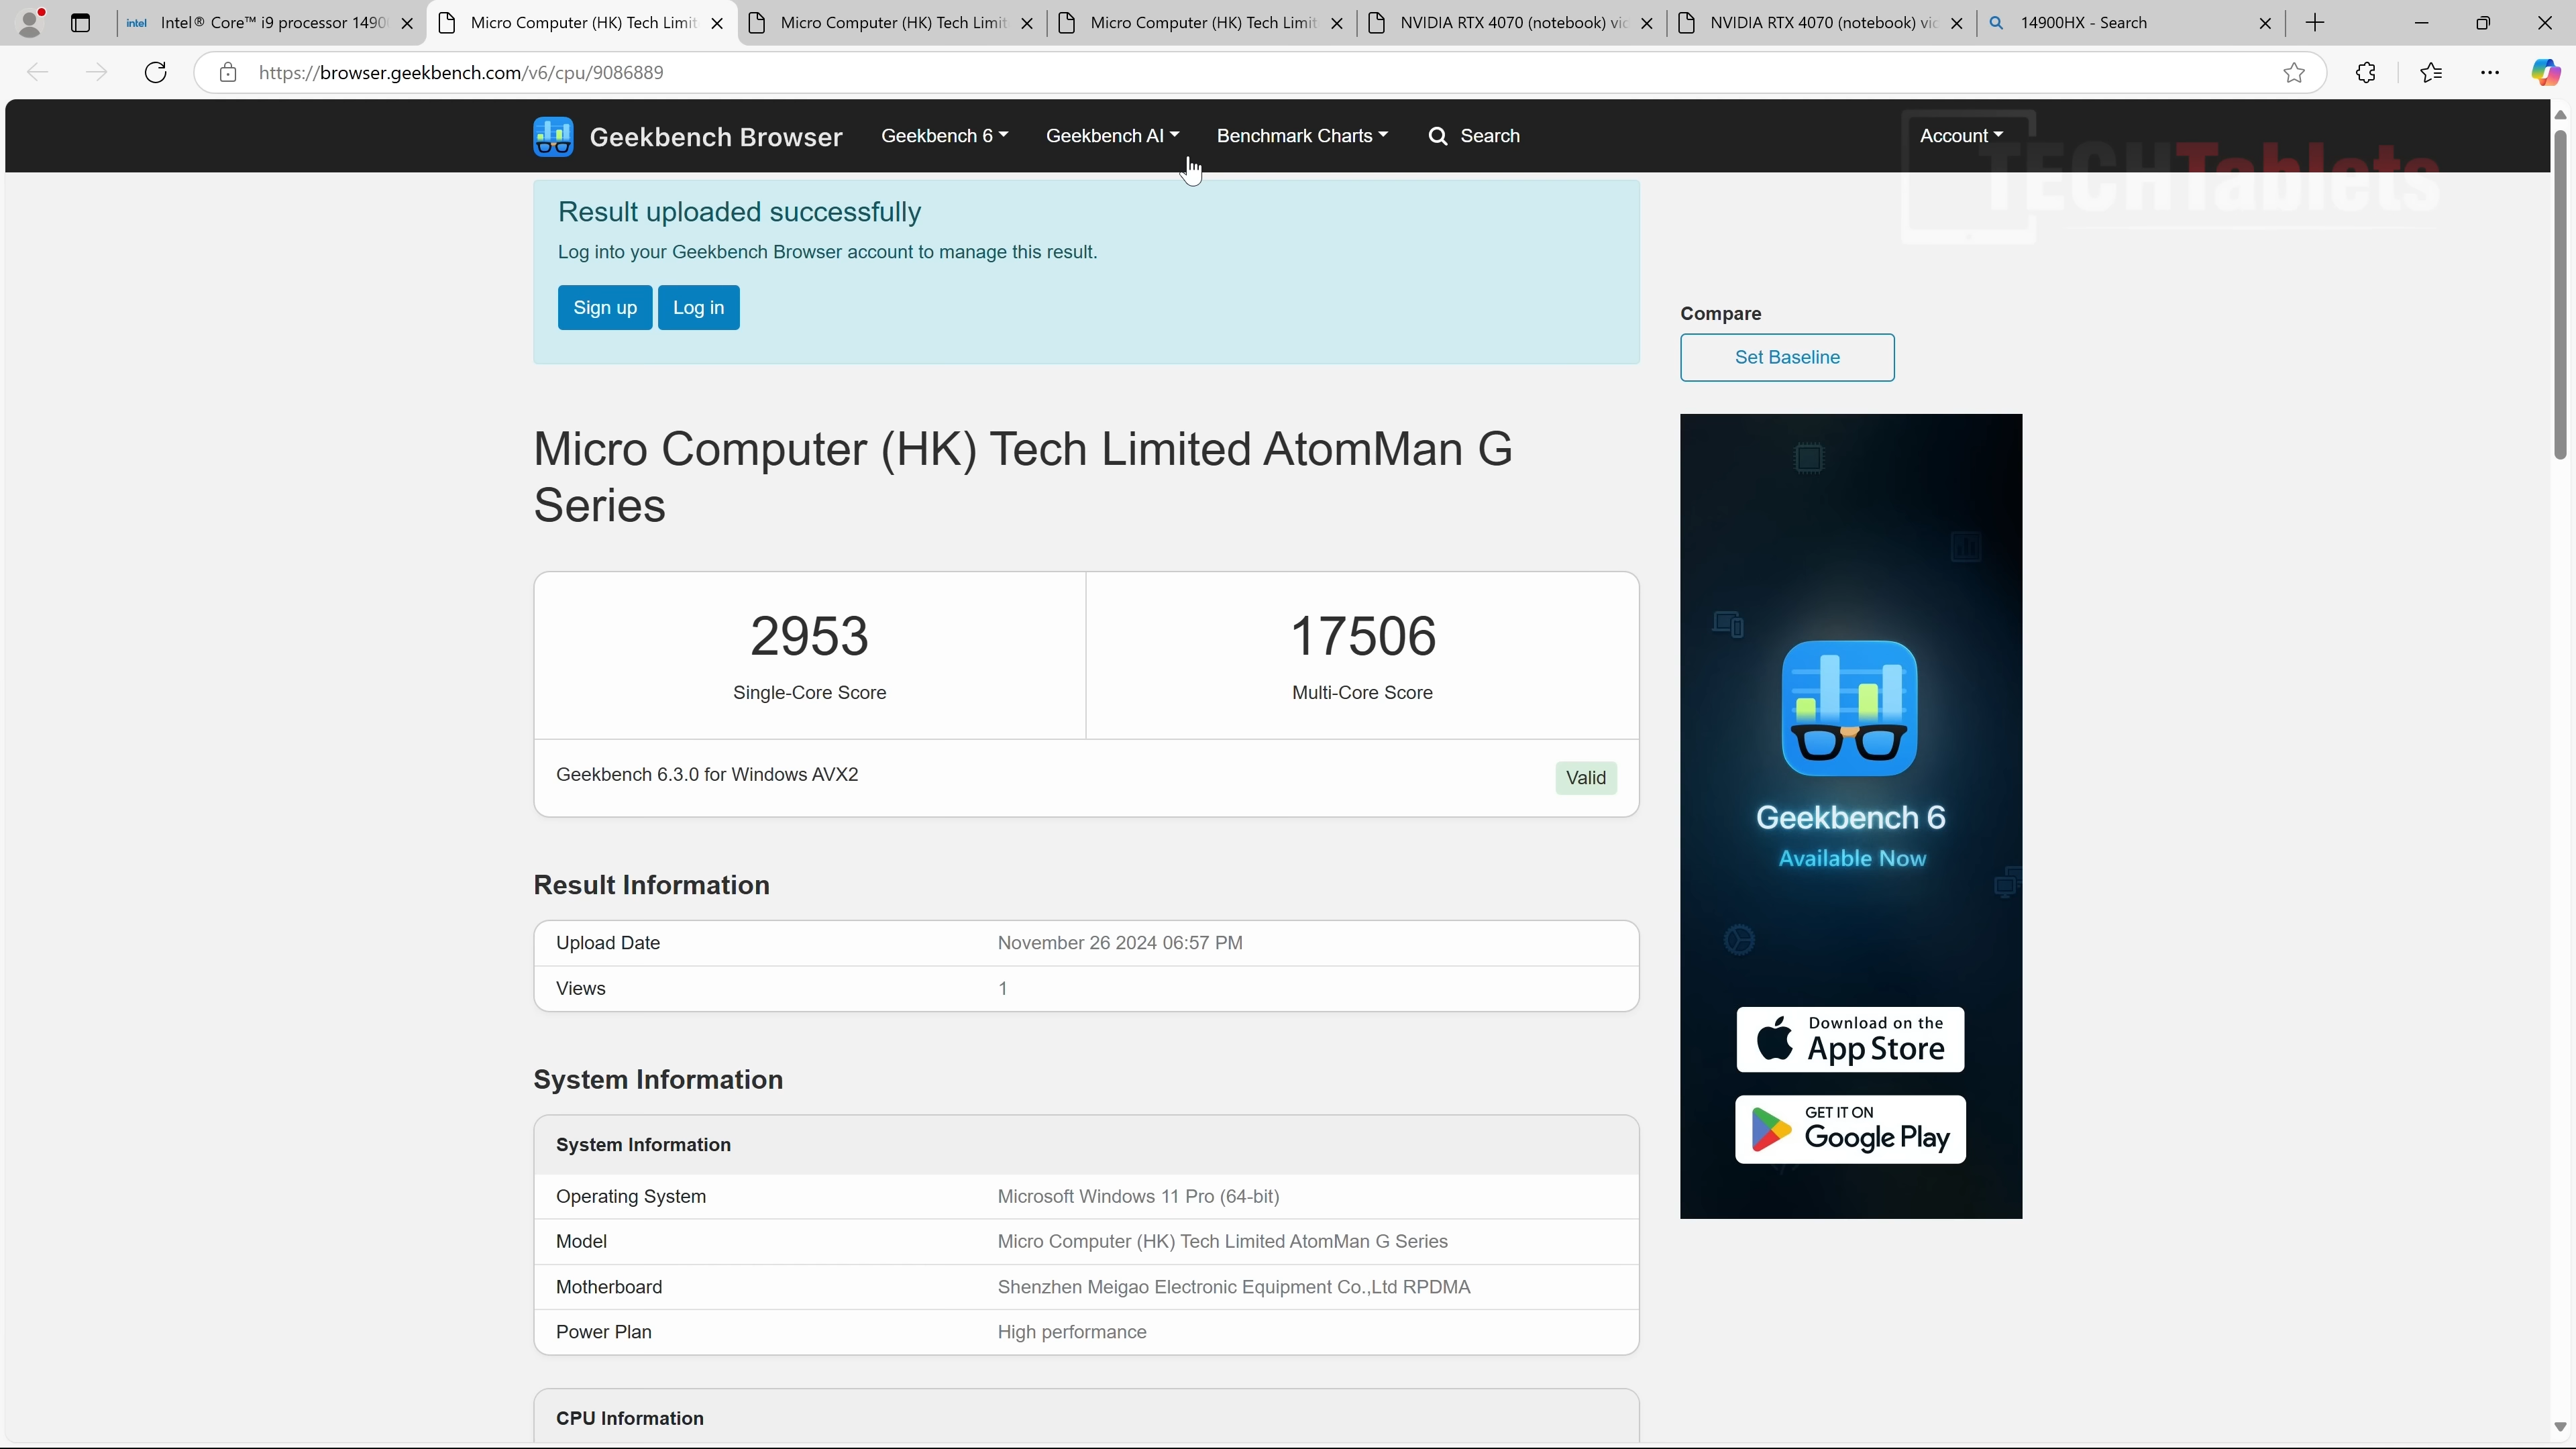 intel Intel® Core™ i9 processor 1490
Micro Computer (HK) Tech Limit
Micro Computer (HK) Tech Limit
Micro Computer (HK) Tech Limit
NVIDIA RTX 4070 (notebook) vic
NVIDIA RTX 4070 (notebook) vic
14900HX - Search
https://browser.geekbench.com/v6/cpu/9086889
Geekbench Browser
Geekbench 6
Geekbench AI
Benchmark Charts
Search
Account
TECHTablets
Result uploaded successfully
Log into your Geekbench Browser account to manage this result.
Sign up
Log in
Compare
Set Baseline
Micro Computer (HK) Tech Limited AtomMan G
Series
2953
Single-Core Score
17506
Multi-Core Score
Geekbench 6.3.0 for Windows AVX2
Valid
Result Information
Upload Date November 26 2024 06:57 PM
Views 1
System Information
System Information
Operating System Microsoft Windows 11 Pro (64-bit)
Model Micro Computer (HK) Tech Limited AtomMan G Series
Motherboard Shenzhen Meigao Electronic Equipment Co.,Ltd RPDMA
Power Plan High performance
CPU Information
Geekbench 6
Available Now
Download on the
App Store
GET IT ON
Google Play